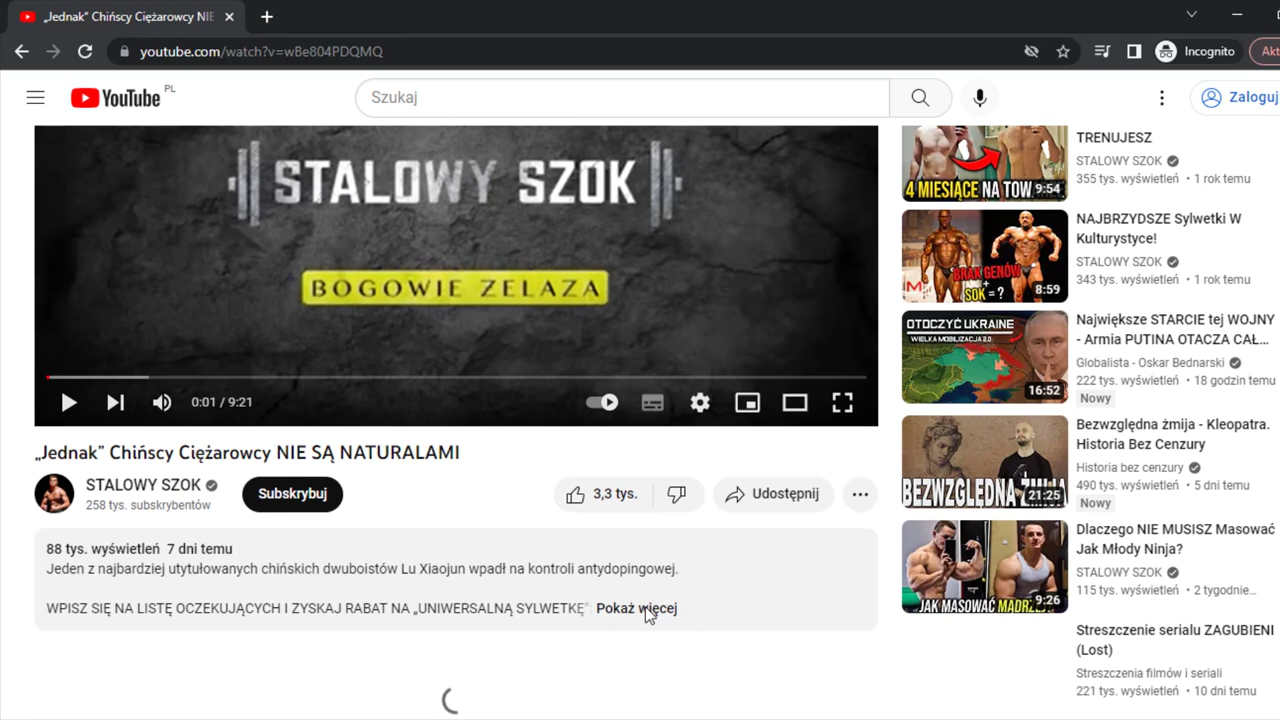 „Jednak” Chińscy Ciężarowcy NIE
youtube.com/watch?v=wBe804PDQMQ
Incognito
Akt
YouTube PL
Szukaj
Zaloguj
STALOWY SZOK
BOGOWIE ZELAZA
0:01 / 9:21
„Jednak” Chińscy Ciężarowcy NIE SĄ NATURALAMI
STALOWY SZOK
258 tys. subskrybentów
Subskrybuj
3,3 tys.
Udostępnij
88 tys. wyświetleń 7 dni temu
Jeden z najbardziej utytułowanych chińskich dwuboistów Lu Xiaojun wpadł na kontroli antydopingowej.
WPISZ SIĘ NA LISTĘ OCZEKUJĄCYCH I ZYSKAJ RABAT NA „UNIWERSALNĄ SYLWETKĘ” Pokaż więcej
4 MIESIĄCE NA TOW
9:54
TRENUJESZ
STALOWY SZOK
355 tys. wyświetleń • 1 rok temu
BRAK GENÓW
+
SOK = ?
8:59
NAJBRZYDSZE Sylwetki W
Kulturystyce!
STALOWY SZOK
343 tys. wyświetleń • 1 rok temu
OTOCZYĆ UKRAINE
WIELKA MOBILIZACJA 2.0
16:52
Największe STARCIE tej WOJNY
- Armia PUTINA OTACZA CAŁ...
Globalista - Oskar Bednarski
222 tys. wyświetleń • 18 godzin temu
Nowy
BEZWZGLĘDNA ŻMIJA
21:25
Bezwzględna żmija - Kleopatra.
Historia Bez Cenzury
Historia bez cenzury
490 tys. wyświetleń • 5 dni temu
Nowy
JAK MASOWAĆ MĄDRZE?
9:26
Dlaczego NIE MUSISZ Masować
Jak Młody Ninja?
STALOWY SZOK
115 tys. wyświetleń • 2 tygodnie...
Streszczenie serialu ZAGUBIENI
(Lost)
Streszczenia filmów i seriali
221 tys. wyświetleń • 10 dni temu